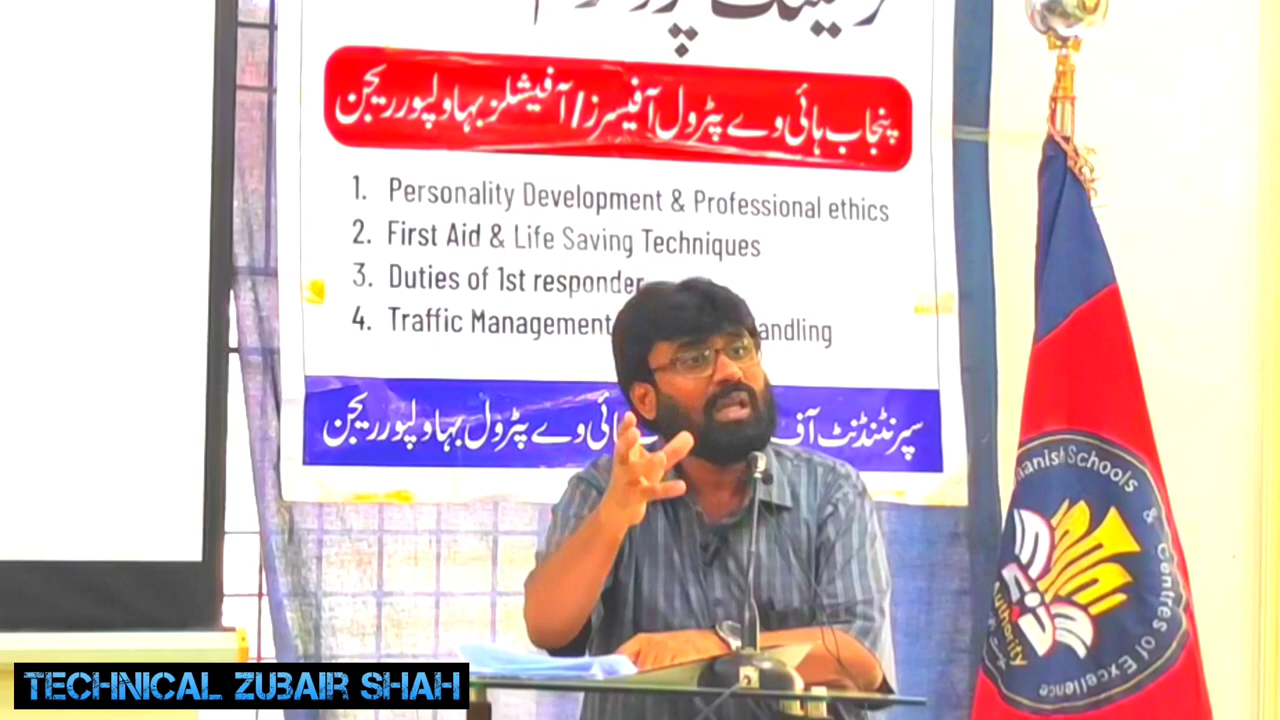 پنجاب ہائی وے پٹرول آفیسرز/آفیشلز بہاولپور ریجن
1. Personality Development & Professional ethics
2. First Aid & Life Saving Techniques
3. Duties of 1st responder
4. Traffic Management andling
سپرنٹنڈنٹ آف ہائی وے پٹرول بہاولپور ریجن
Schools & Centres of Excellence
Authority
TECHNICAL ZUBAIR SHAH